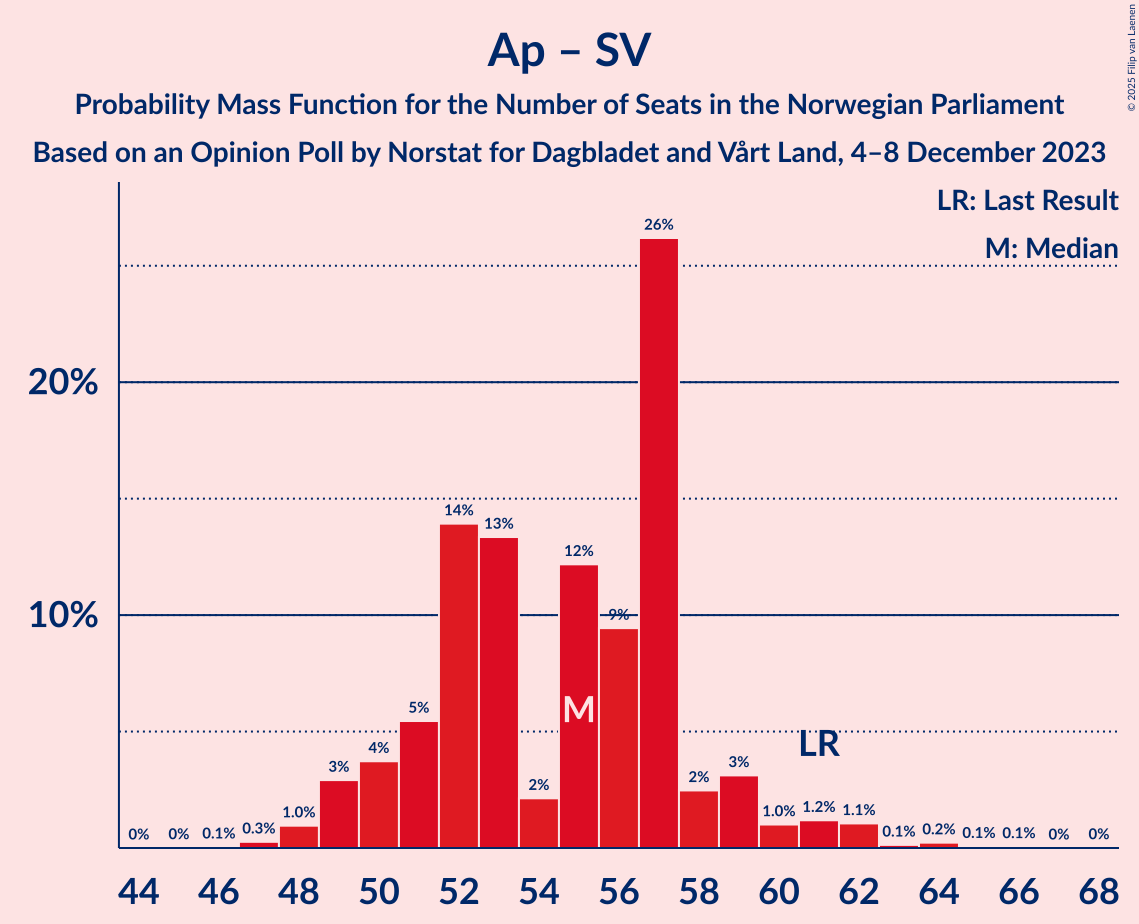 Ap – SV
Probability Mass Function for the Number of Seats in the Norwegian Parliament
Based on an Opinion Poll by Norstat for Dagbladet and Vårt Land, 4–8 December 2023
© 2025 Filip van Laenen
LR: Last Result
M: Median
20%
10%
0% 0% 0.1% 0.3% 1.0% 3% 4% 5% 14% 13% 2% 12% 9% 26% 2% 3% 1.0% 1.2% 1.1% 0.1% 0.2% 0.1% 0.1% 0% 0%
M
LR
44 46 48 50 52 54 56 58 60 62 64 66 68